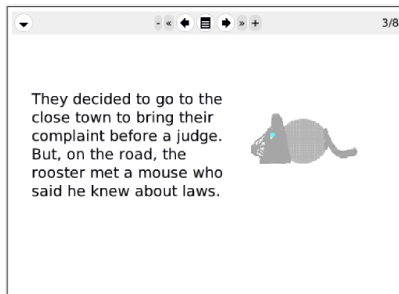 - « » +
3/8
They decided to go to the
close town to bring their
complaint before a judge.
But, on the road, the
rooster met a mouse who
said he knew about laws.